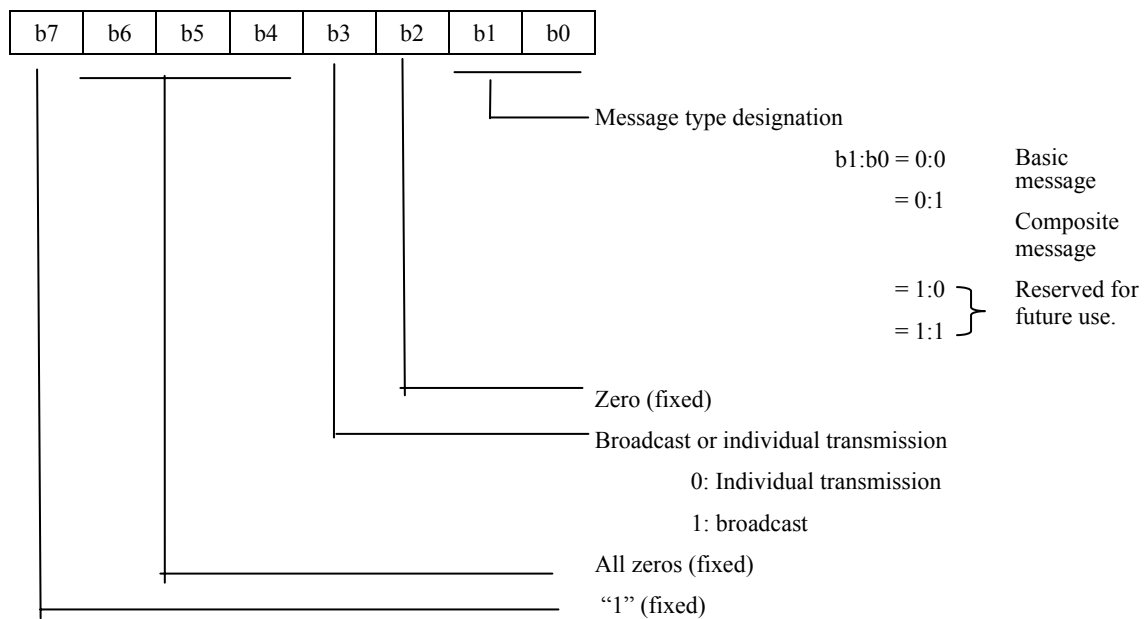 b7 b6 b5 b4 b3 b2 b1 b0
Message type designation
b1:b0 = 0:0 Basic
message
= 0:1
Composite
message
= 1:0 Reserved for
future use.
= 1:1
Zero (fixed)
Broadcast or individual transmission
0: Individual transmission
1: broadcast
All zeros (fixed)
“1” (fixed)